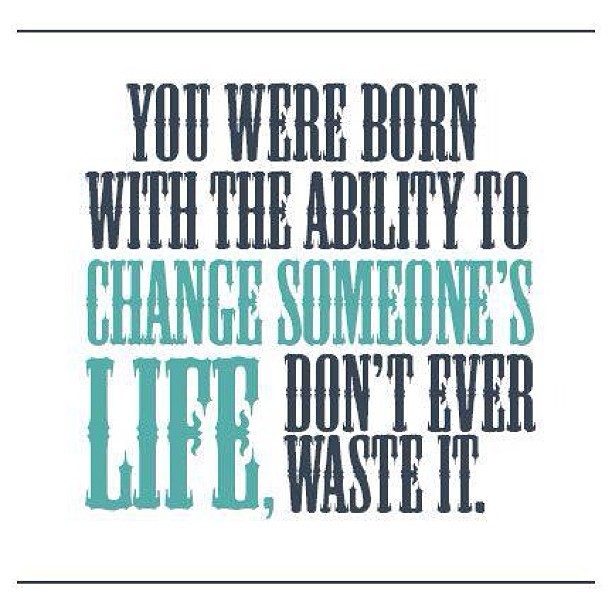 YOU WERE BORN
WITH THE ABILITY TO
CHANGE SOMEONE'S
LIFE, DON'T EVER
WASTE IT.